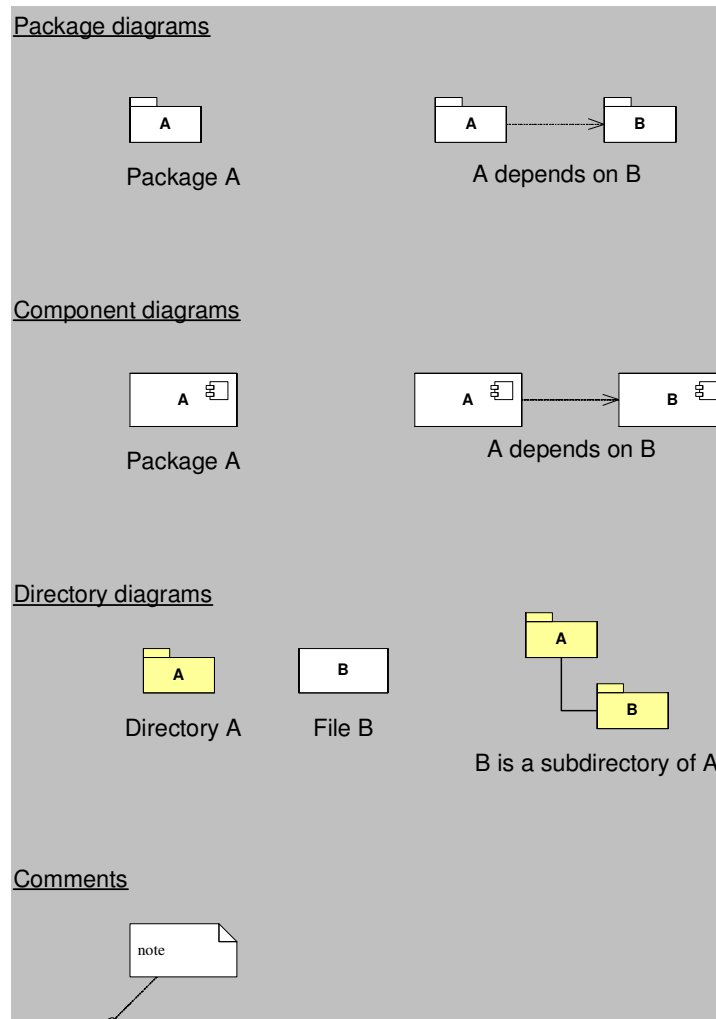 Package diagrams
A
A
B
Package A
A depends on B
Component diagrams
A
A
B
Package A
A depends on B
Directory diagrams
A
A
B
B
Directory A
File B
B is a subdirectory of A
Comments
note